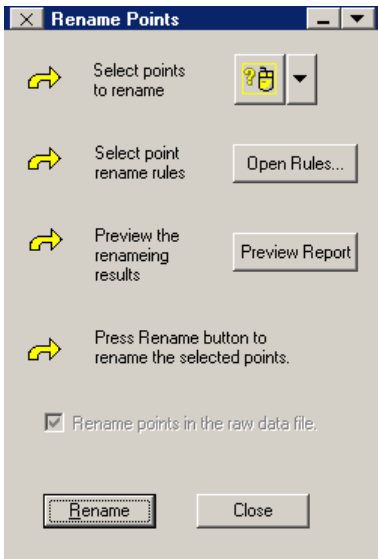 Rename Points
Select points
to rename
?
Select point
rename rules
Open Rules...
Preview the
renameing
results
Preview Report
Press Rename button to
rename the selected points.
Rename points in the raw data file.
Rename
Close